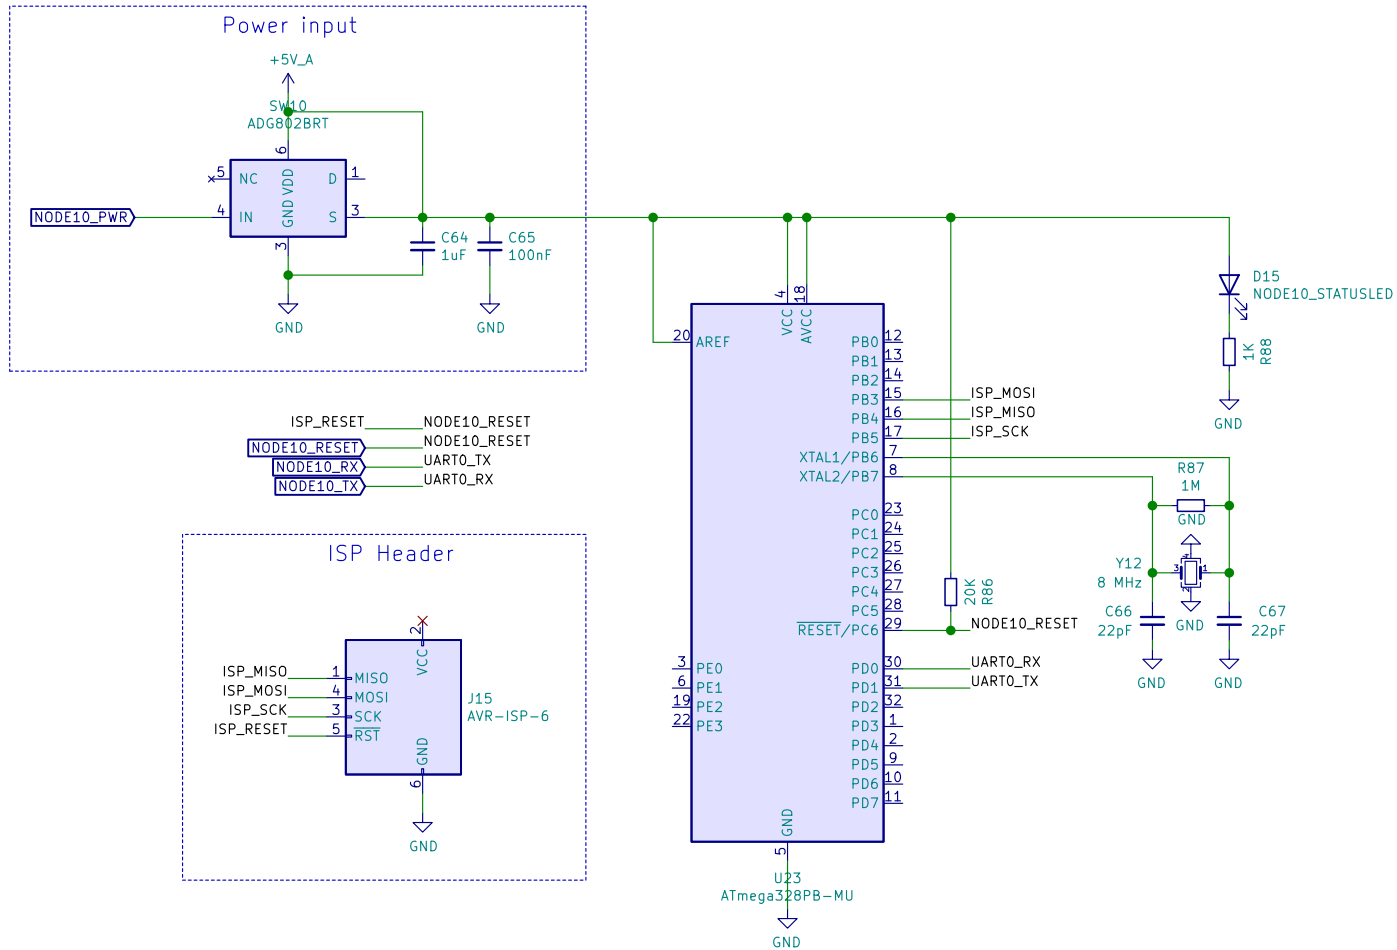 Power input
+5V_A
SW10
ADG802BRT
6
5
NC
VDD
D
1
NODE10_PWR
4
IN
GND
S
3
3
C64
1uF
C65
100nF
GND
GND
4
18
VCC
AVCC
20
AREF
PB0
12
PB1
13
PB2
14
PB3
15
ISP_MOSI
PB4
16
ISP_MISO
PB5
17
ISP_SCK
XTAL1/PB6
7
XTAL2/PB7
8
PC0
23
PC1
24
PC2
25
PC3
26
PC4
27
PC5
28
RESET/PC6
29
NODE10_RESET
20K
R86
3
PE0
6
PE1
19
PE2
22
PE3
PD0
30
UART0_RX
PD1
31
UART0_TX
PD2
32
PD3
1
PD4
2
PD5
9
PD6
10
PD7
11
GND
5
U23
ATmega328PB-MU
GND
D15
NODE10_STATUSLED
1K
R88
GND
R87
1M
GND
Y12
8 MHz
4
3
1
2
GND
C66
22pF
C67
22pF
GND
GND
ISP_RESET
NODE10_RESET
NODE10_RESET
NODE10_RESET
NODE10_RX
UART0_TX
NODE10_TX
UART0_RX
ISP Header
2
VCC
ISP_MISO
1
MISO
ISP_MOSI
4
MOSI
ISP_SCK
3
SCK
ISP_RESET
5
RST
J15
AVR-ISP-6
GND
6
GND